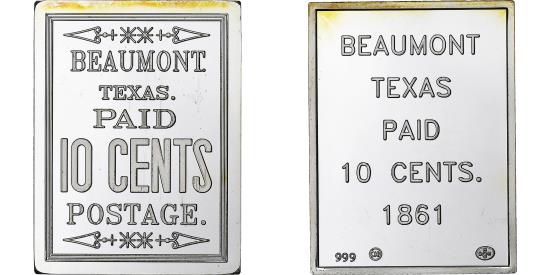 BEAUMONT
TEXAS.
PAID
10 CENTS
POSTAGE.
BEAUMONT
TEXAS
PAID
10 CENTS.
1861
999